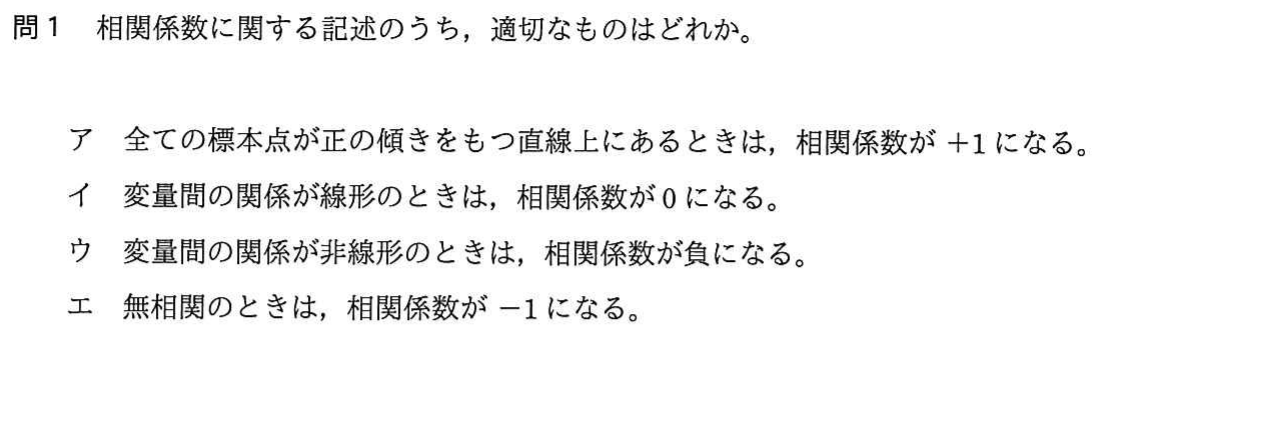 問1 相関係数に関する記述のうち，適切なものはどれか。
ア 全ての標本点が正の傾きをもつ直線上にあるときは，相関係数が ＋1 になる。
イ 変量間の関係が線形のときは，相関係数が 0 になる。
ウ 変量間の関係が非線形のときは，相関係数が負になる。
エ 無相関のときは，相関係数が －1 になる。